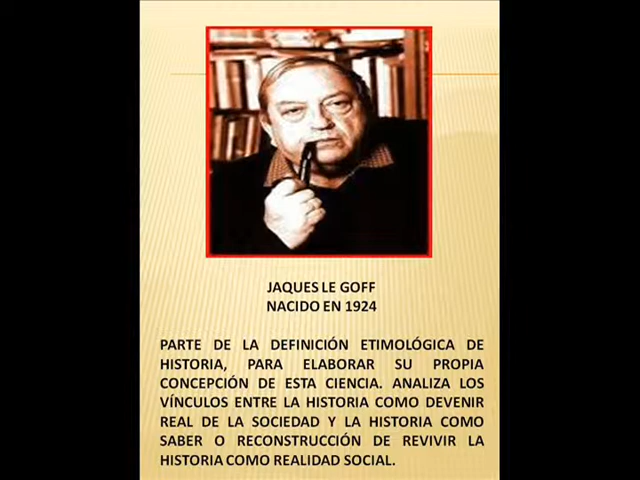 JAQUES LE GOFF
NACIDO EN 1924
PARTE DE LA DEFINICIÓN ETIMOLÓGICA DE
HISTORIA, PARA ELABORAR SU PROPIA
CONCEPCIÓN DE ESTA CIENCIA. ANALIZA LOS
VÍNCULOS ENTRE LA HISTORIA COMO DEVENIR
REAL DE LA SOCIEDAD Y LA HISTORIA COMO
SABER O RECONSTRUCCIÓN DE REVIVIR LA
HISTORIA COMO REALIDAD SOCIAL.